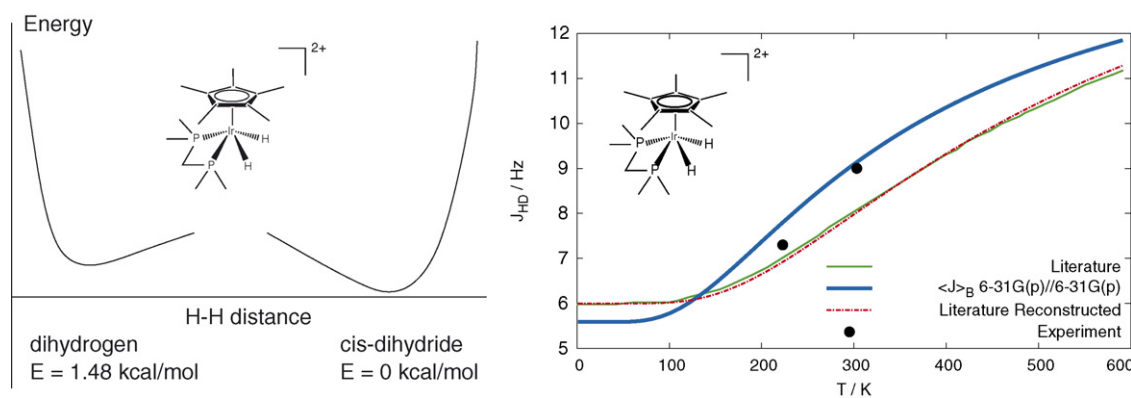 Energy
2+
P
Ir
H
P
H
H-H distance
dihydrogen
E = 1.48 kcal/mol
cis-dihydride
E = 0 kcal/mol
12
11
10
9
8
7
6
5
J_HD / Hz
2+
P
Ir
H
P
H
Literature
<J>_B 6-31G(p)//6-31G(p)
Literature Reconstructed
Experiment
0 100 200 300 400 500 600
T / K